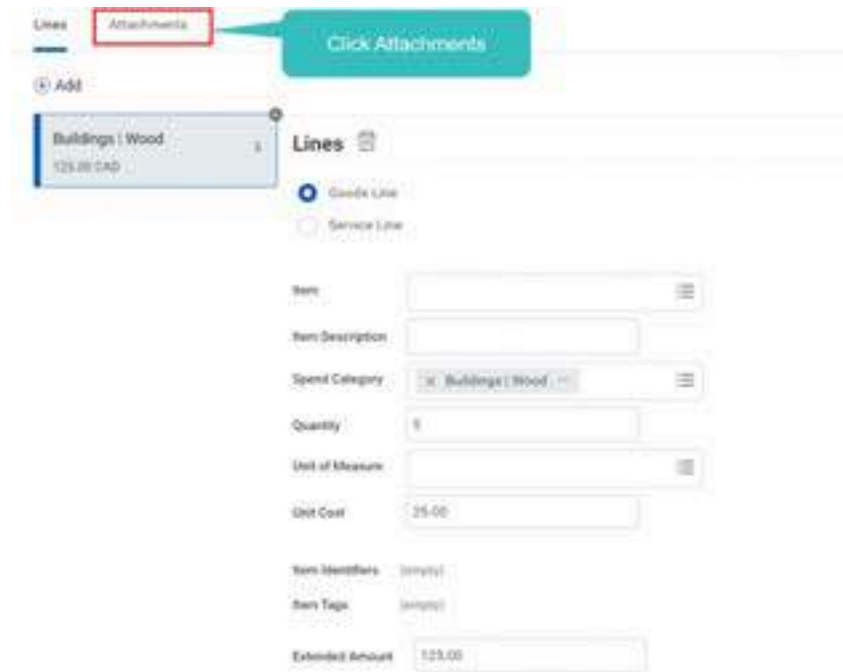 Lines Attachments
Click Attachments
Add
Buildings | Wood
125.00 CAD
Lines
Goods Line
Service Line
Item
Item Description
Spend Category
Buildings | Wood
Quantity
5
Unit of Measure
Unit Cost
25.00
Item Identifiers (empty)
Item Tags (empty)
Extended Amount
125.00